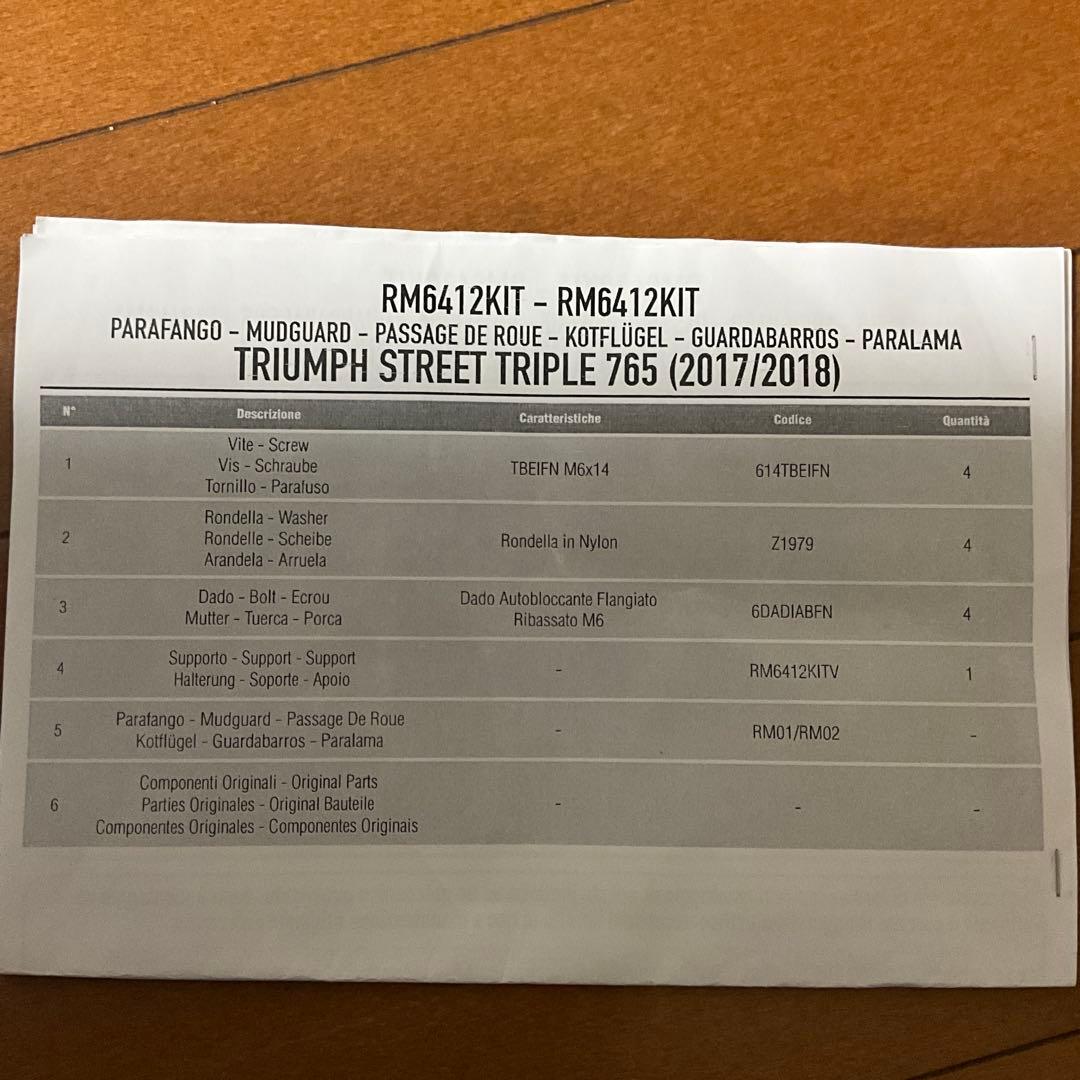 RM6412KIT - RM6412KIT
PARAFANGO - MUDGUARD - PASSAGE DE ROUE - KOTFLÜGEL - GUARDABARROS - PARALAMA
TRIUMPH STREET TRIPLE 765 (2017/2018)
N° Descrizione Caratteristiche Codice Quantità
Vite - Screw
1 Vis - Schraube TBEIFN M6x14 614TBEIFN 4
Tornillo - Parafuso
Rondella - Washer
2 Rondelle - Scheibe Rondella in Nylon Z1979 4
Arandela - Arruela
Dado - Bolt - Ecrou Dado Autobloccante Flangiato
3 Mutter - Tuerca - Porca Ribassato M6 6DADIABFN 4
Supporto - Support - Support
4 Halterung - Soporte - Apoio - RM6412KITV 1
Parafango - Mudguard - Passage De Roue
5 Kotflügel - Guardabarros - Paralama - RM01/RM02 -
Componenti Originali - Original Parts
6 Parties Originales - Original Bauteile - - -
Componentes Originales - Componentes Originais